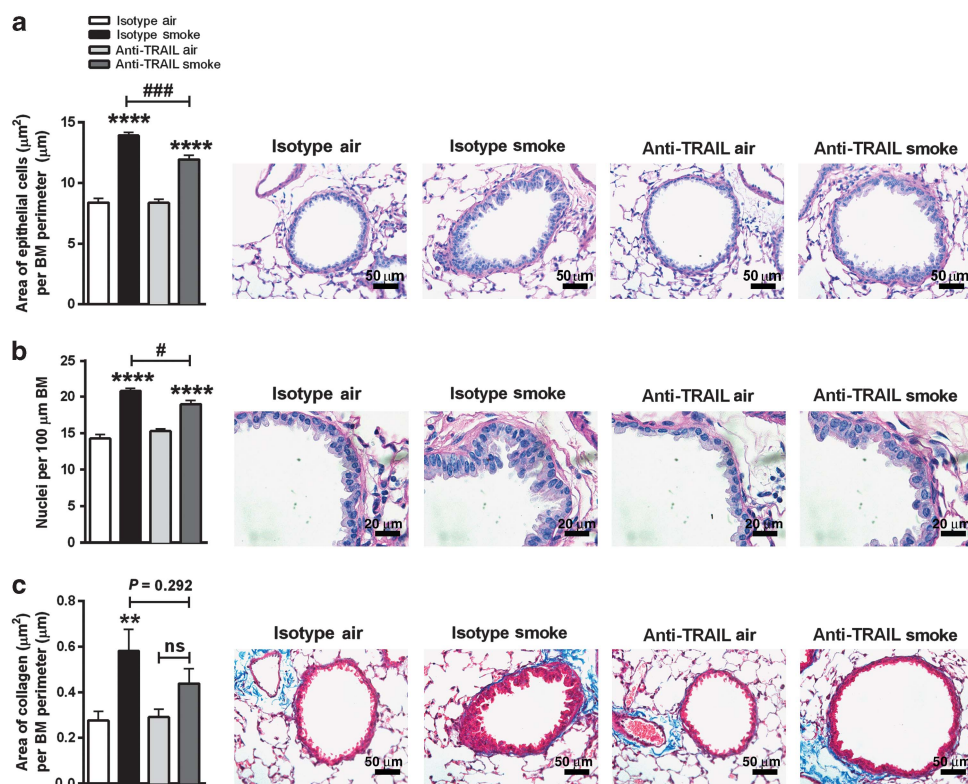 a
Isotype air
Isotype smoke
Anti-TRAIL air
Anti-TRAIL smoke
###
****
****
Area of epithelial cells (μm²)
per BM perimeter (μm)
15
10
5
0
Isotype air
Isotype smoke
Anti-TRAIL air
Anti-TRAIL smoke
50 μm
50 μm
50 μm
50 μm
b
#
****
****
Nuclei per 100 μm BM
25
20
15
10
5
0
Isotype air
Isotype smoke
Anti-TRAIL air
Anti-TRAIL smoke
20 μm
20 μm
20 μm
20 μm
c
P = 0.292
**
ns
Area of collagen (μm²)
per BM perimeter (μm)
0.8
0.6
0.4
0.2
0.0
Isotype air
Isotype smoke
Anti-TRAIL air
Anti-TRAIL smoke
50 μm
50 μm
50 μm
50 μm